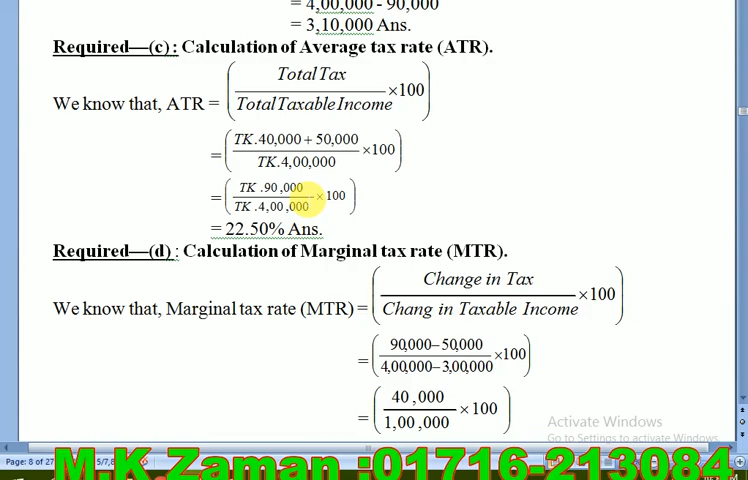 = 4,00,000 - 90,000
= 3,10,000 Ans.
Required—(c): Calculation of Average tax rate (ATR).
We know that, ATR = (Total Tax / Total Taxable Income × 100)
= (TK.40,000 + 50,000 / TK.4,00,000 × 100)
= (TK .90,000 / TK .4,00,000 × 100)
= 22.50% Ans.
Required—(d): Calculation of Marginal tax rate (MTR).
We know that, Marginal tax rate (MTR) = (Change in Tax / Chang in Taxable Income × 100)
= (90,000 – 50,000 / 4,00,000 – 3,00,000 × 100)
= (40,000 / 1,00,000 × 100)
Activate Windows
Go to Settings to activate Windows.
Page: 8 of 27
M.K Zaman :01716-213084